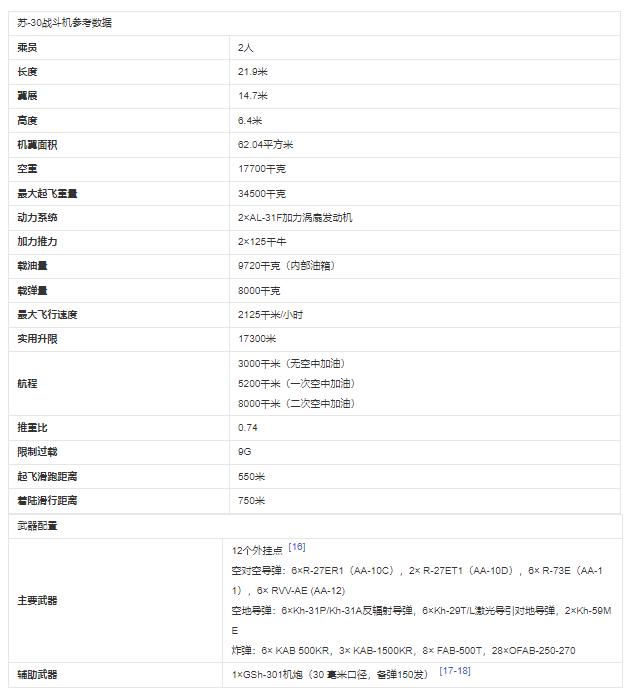 苏-30战斗机参考数据
乘员 2人
长度 21.9米
翼展 14.7米
高度 6.4米
机翼面积 62.04平方米
空重 17700千克
最大起飞重量 34500千克
动力系统 2×AL-31F加力涡扇发动机
加力推力 2×125千牛
载油量 9720千克（内部油箱）
载弹量 8000千克
最大飞行速度 2125千米/小时
实用升限 17300米
航程 3000千米（无空中加油）
5200千米（一次空中加油）
8000千米（二次空中加油）
推重比 0.74
限制过载 9G
起飞滑跑距离 550米
着陆滑行距离 750米
武器配置
主要武器 12个外挂点 [16]
空对空导弹：6×R-27ER1（AA-10C），2× R-27ET1（AA-10D），6× R-73E（AA-1
1），6× RVV-AE (AA-12)
空地导弹：6×Kh-31P/Kh-31A反辐射导弹，6×Kh-29T/L激光导引对地导弹，2×Kh-59M
E
炸弹：6× KAB 500KR，3× KAB-1500KR，8× FAB-500T，28×OFAB-250-270
辅助武器 1×GSh-301机炮（30 毫米口径，备弹150发） [17-18]